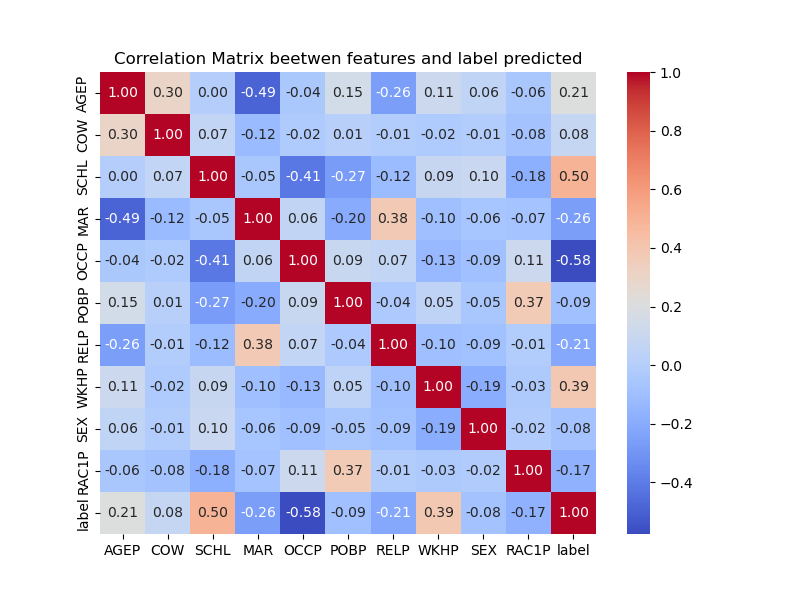 Correlation Matrix beetwen features and label predicted
AGEP 1.00 0.30 0.00 -0.49 -0.04 0.15 -0.26 0.11 0.06 -0.06 0.21
COW 0.30 1.00 0.07 -0.12 -0.02 0.01 -0.01 -0.02 -0.01 -0.08 0.08
SCHL 0.00 0.07 1.00 -0.05 -0.41 -0.27 -0.12 0.09 0.10 -0.18 0.50
MAR -0.49 -0.12 -0.05 1.00 0.06 -0.20 0.38 -0.10 -0.06 -0.07 -0.26
OCCP -0.04 -0.02 -0.41 0.06 1.00 0.09 0.07 -0.13 -0.09 0.11 -0.58
POBP 0.15 0.01 -0.27 -0.20 0.09 1.00 -0.04 0.05 -0.05 0.37 -0.09
RELP -0.26 -0.01 -0.12 0.38 0.07 -0.04 1.00 -0.10 -0.09 -0.01 -0.21
WKHP 0.11 -0.02 0.09 -0.10 -0.13 0.05 -0.10 1.00 -0.19 -0.03 0.39
SEX 0.06 -0.01 0.10 -0.06 -0.09 -0.05 -0.09 -0.19 1.00 -0.02 -0.08
RAC1P -0.06 -0.08 -0.18 -0.07 0.11 0.37 -0.01 -0.03 -0.02 1.00 -0.17
label 0.21 0.08 0.50 -0.26 -0.58 -0.09 -0.21 0.39 -0.08 -0.17 1.00
AGEP COW SCHL MAR OCCP POBP RELP WKHP SEX RAC1P label
1.0
0.8
0.6
0.4
0.2
0.0
−0.2
−0.4